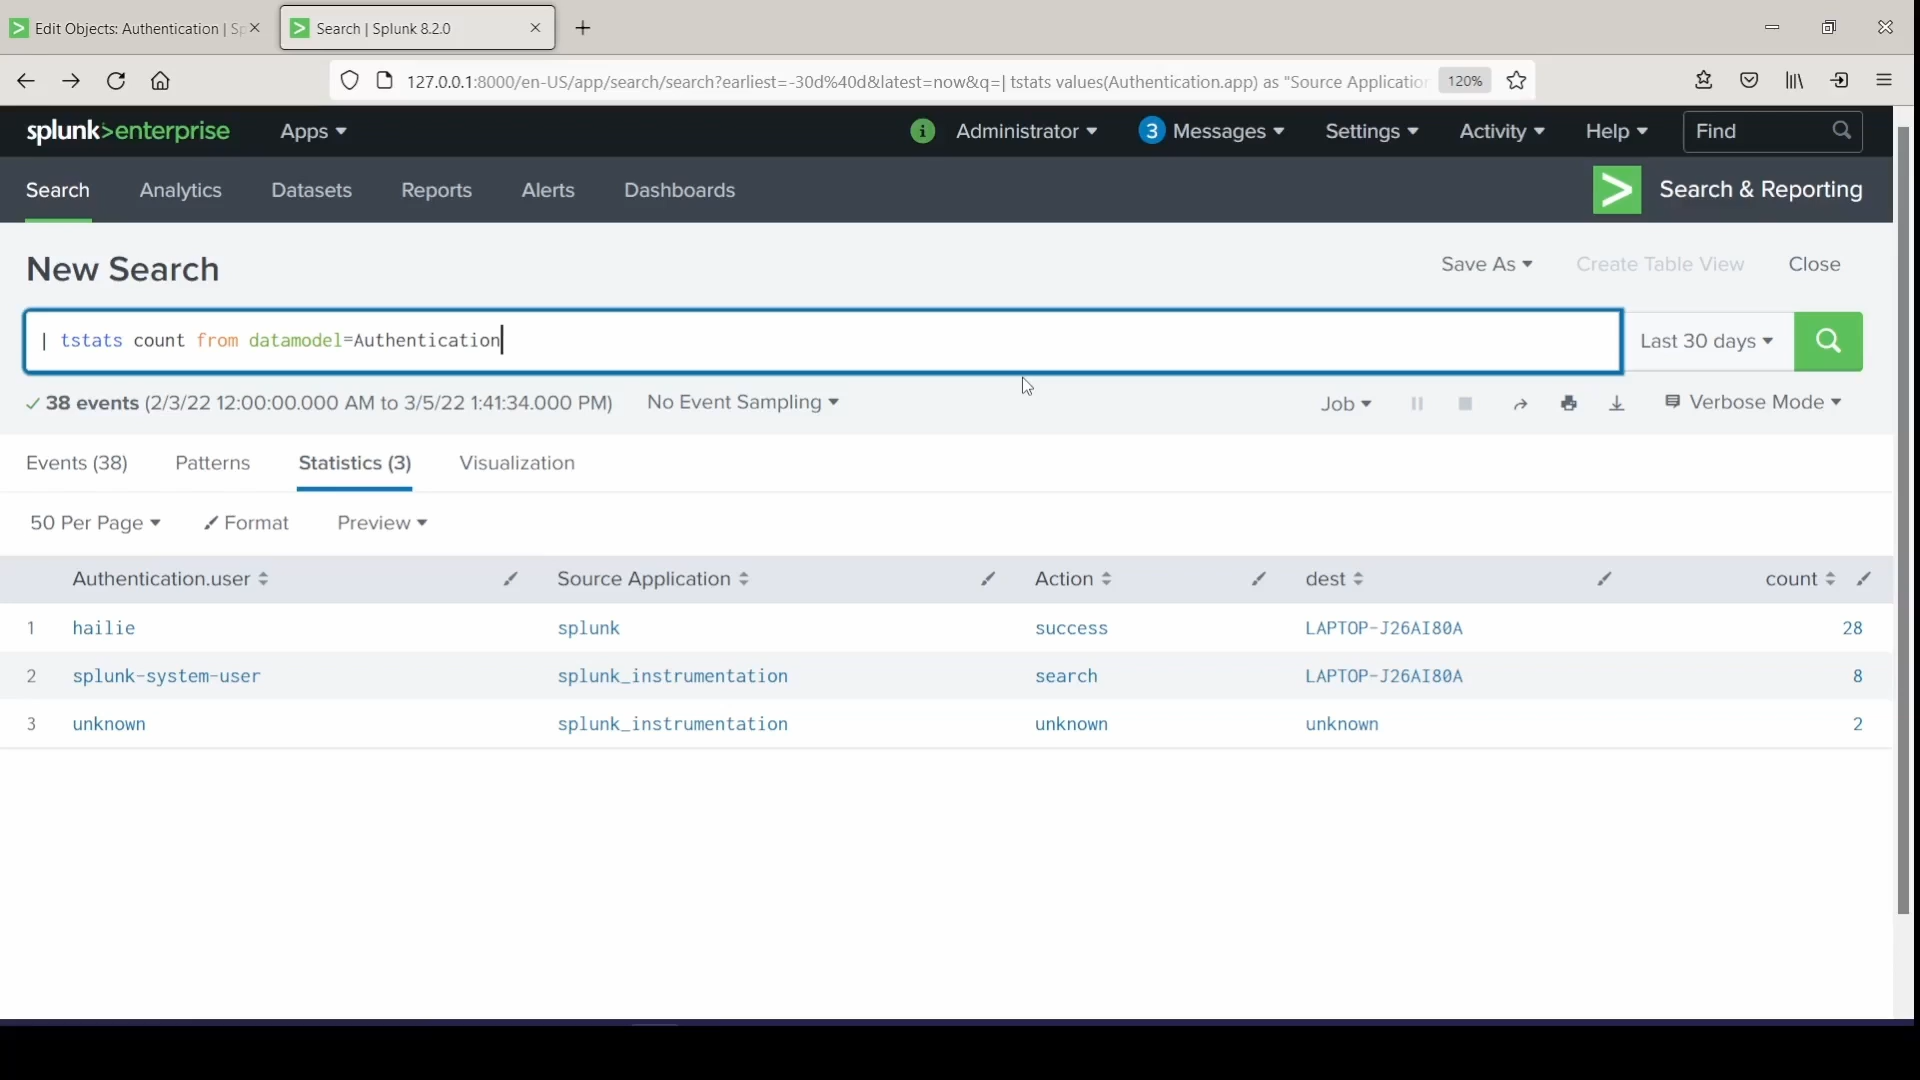 Edit Objects: Authentication | Sp
Search | Splunk 8.2.0
127.0.0.1:8000/en-US/app/search/search?earliest=-30d%40d&latest=now&q=| tstats values(Authentication.app) as "Source Application
120%
splunk>enterprise
Apps
i
Administrator
3 Messages
Settings
Activity
Help
Find
Search
Analytics
Datasets
Reports
Alerts
Dashboards
Search & Reporting
New Search
Save As
Create Table View
Close
| tstats count from datamodel=Authentication
Last 30 days
38 events (2/3/22 12:00:00.000 AM to 3/5/22 1:41:34.000 PM)
No Event Sampling
Job
Verbose Mode
Events (38)
Patterns
Statistics (3)
Visualization
50 Per Page
Format
Preview
Authentication.user Source Application Action dest count
1 hailie splunk success LAPTOP-J26AI80A 28
2 splunk-system-user splunk_instrumentation search LAPTOP-J26AI80A 8
3 unknown splunk_instrumentation unknown unknown 2